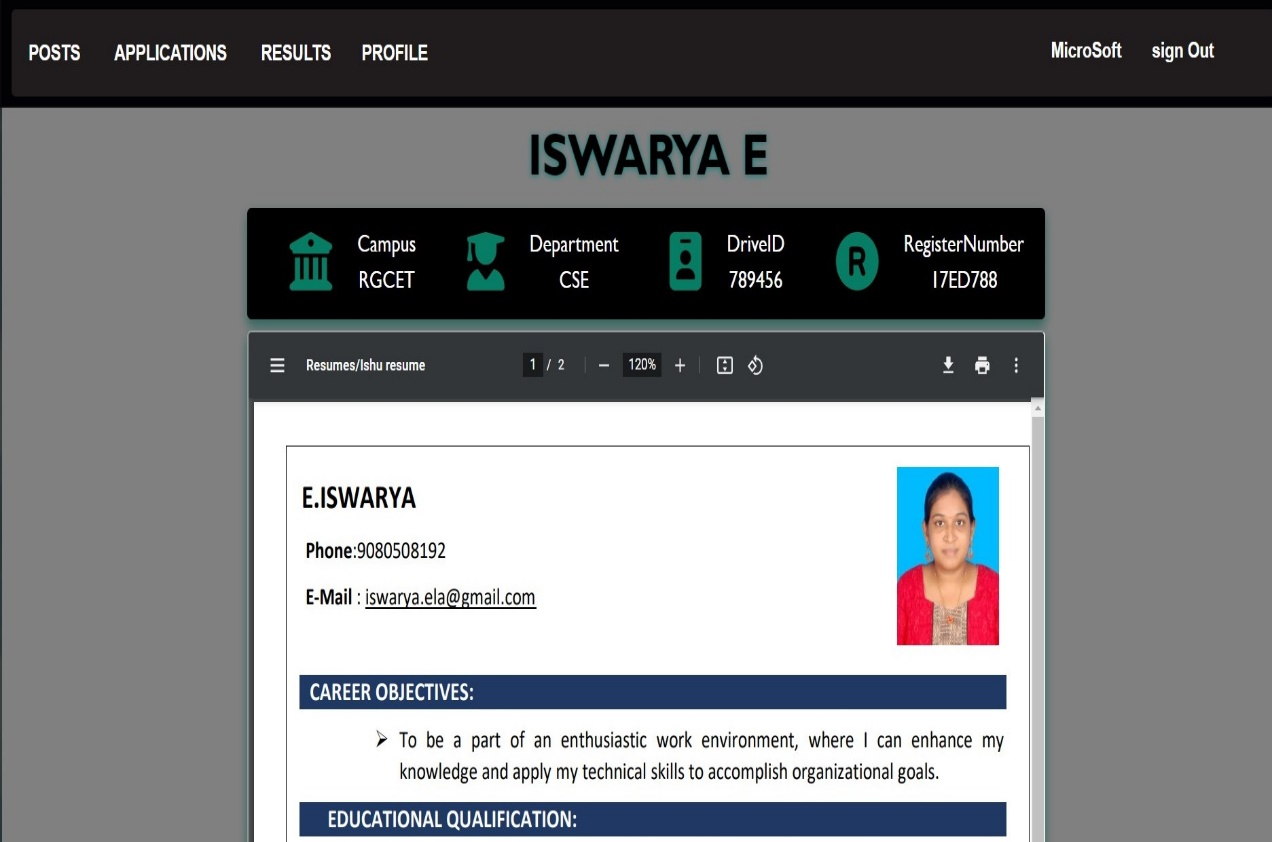 POSTS APPLICATIONS RESULTS PROFILE MicroSoft sign Out
ISWARYA E
Campus Department DriveID RegisterNumber
RGCET CSE 789456 17ED788
R
Resumes/Ishu resume 1 / 2 — 120% +
E.ISWARYA
Phone:9080508192
E-Mail : iswarya.ela@gmail.com
CAREER OBJECTIVES:
➢ To be a part of an enthusiastic work environment, where I can enhance my
knowledge and apply my technical skills to accomplish organizational goals.
EDUCATIONAL QUALIFICATION: